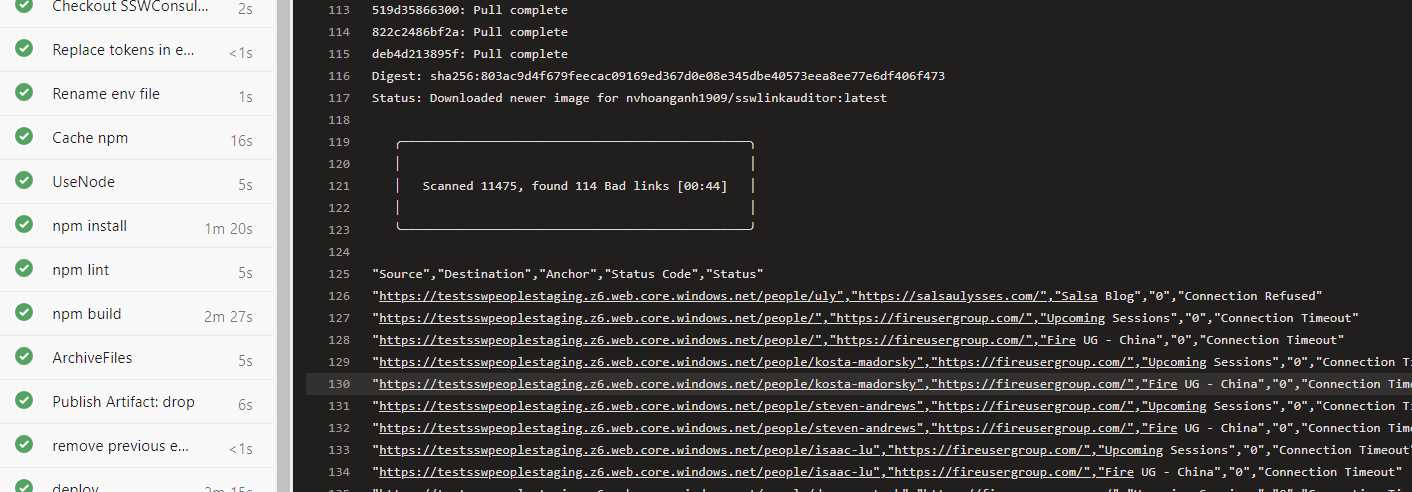 Checkout SSWConsul...
2s
Replace tokens in e...
<1s
Rename env file
1s
Cache npm
16s
UseNode
5s
npm install
1m 20s
npm lint
5s
npm build
2m 27s
ArchiveFiles
5s
Publish Artifact: drop
6s
remove previous e...
<1s
deploy
2m 15s
113 519d35866300: Pull complete
114 822c2486bf2a: Pull complete
115 deb4d213895f: Pull complete
116 Digest: sha256:803ac9d4f679feecac09169ed367d0e08e345dbe40573eea8ee77e6df406f473
117 Status: Downloaded newer image for nvhoanganh1909/sswlinkauditor:latest
118
119
120
121 Scanned 11475, found 114 Bad links [00:44]
122
123
124
125 "Source","Destination","Anchor","Status Code","Status"
126 "https://testsswpeoplestaging.z6.web.core.windows.net/people/uly","https://salsaulysses.com/","Salsa Blog","0","Connection Refused"
127 "https://testsswpeoplestaging.z6.web.core.windows.net/people/","https://fireusergroup.com/","Upcoming Sessions","0","Connection Timeout"
128 "https://testsswpeoplestaging.z6.web.core.windows.net/people/","https://fireusergroup.com/","Fire UG - China","0","Connection Timeout"
129 "https://testsswpeoplestaging.z6.web.core.windows.net/people/kosta-madorsky","https://fireusergroup.com/","Upcoming Sessions","0","Connection T
130 "https://testsswpeoplestaging.z6.web.core.windows.net/people/kosta-madorsky","https://fireusergroup.com/","Fire UG - China","0","Connection Tim
131 "https://testsswpeoplestaging.z6.web.core.windows.net/people/steven-andrews","https://fireusergroup.com/","Upcoming Sessions","0","Connection T
132 "https://testsswpeoplestaging.z6.web.core.windows.net/people/steven-andrews","https://fireusergroup.com/","Fire UG - China","0","Connection Tim
133 "https://testsswpeoplestaging.z6.web.core.windows.net/people/isaac-lu","https://fireusergroup.com/","Upcoming Sessions","0","Connection Timeout"
134 "https://testsswpeoplestaging.z6.web.core.windows.net/people/isaac-lu","https://fireusergroup.com/","Fire UG - China","0","Connection Timeout"